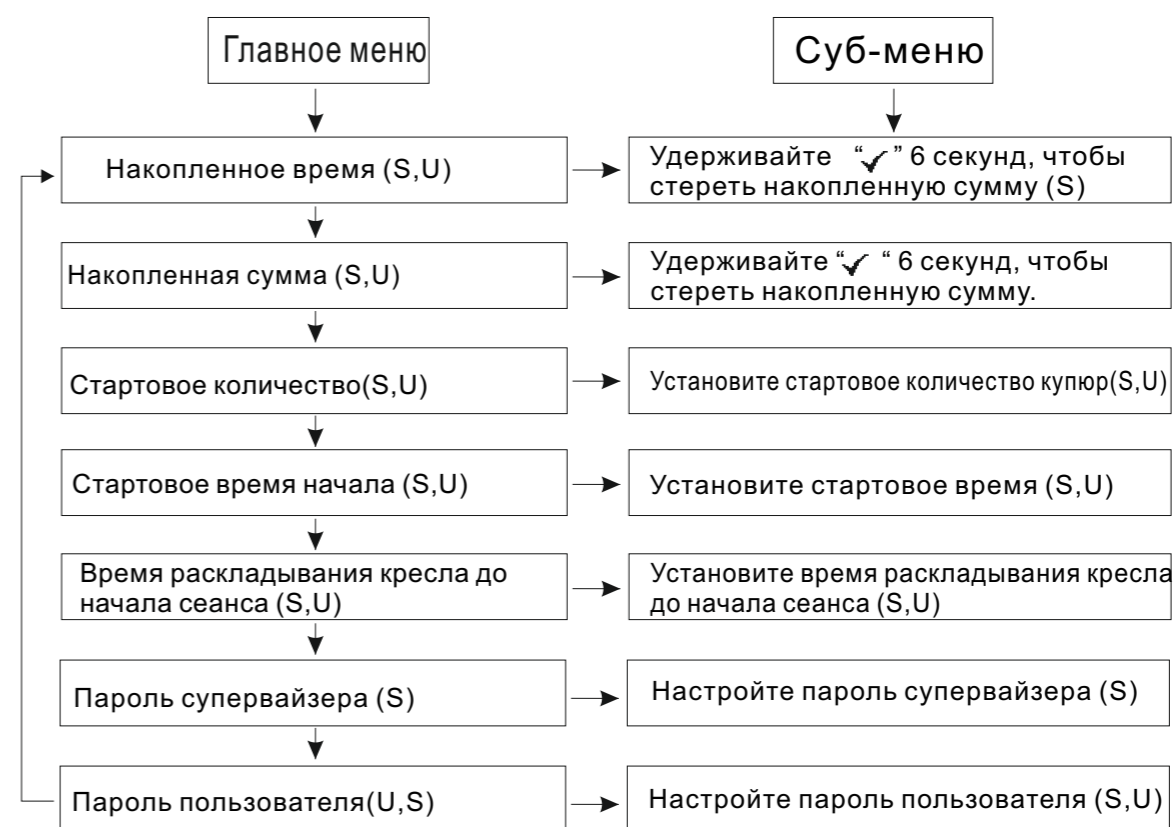 Главное меню
Суб-меню
Накопленное время (S,U)
Удерживайте “✓” 6 секунд, чтобы
стереть накопленную сумму (S)
Накопленная сумма (S,U)
Удерживайте “✓ “ 6 секунд, чтобы
стереть накопленную сумму.
Стартовое количество(S,U)
Установите стартовое количество купюр(S,U)
Стартовое время начала (S,U)
Установите стартовое время (S,U)
Время раскладывания кресла до
начала сеанса (S,U)
Установите время раскладывания кресла
до начала сеанса (S,U)
Пароль супервайзера (S)
Настройте пароль супервайзера (S)
Пароль пользователя(U,S)
Настройте пароль пользователя (S,U)